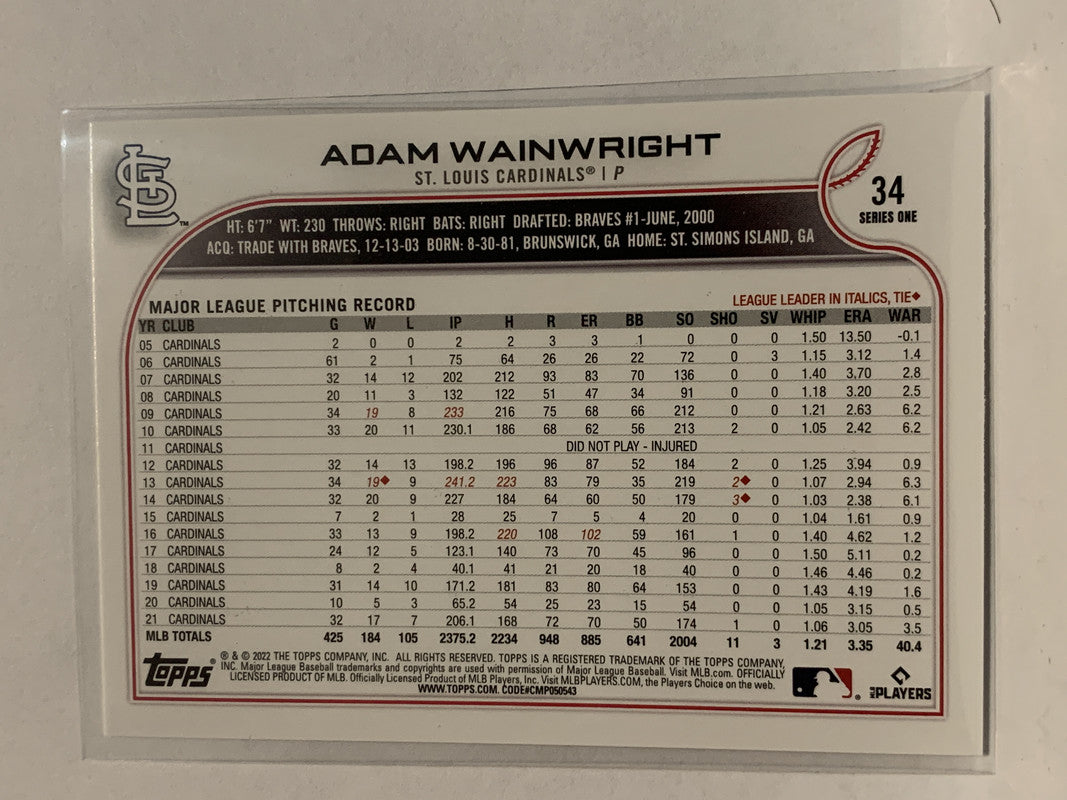 STL ™
ADAM WAINWRIGHT
ST. LOUIS CARDINALS® | P
34
SERIES ONE
HT: 6'7" WT: 230 THROWS: RIGHT BATS: RIGHT DRAFTED: BRAVES #1-JUNE, 2000
ACQ: TRADE WITH BRAVES, 12-13-03 BORN: 8-30-81, BRUNSWICK, GA HOME: ST. SIMONS ISLAND, GA
MAJOR LEAGUE PITCHING RECORD LEAGUE LEADER IN ITALICS, TIE◆
YR CLUB G W L IP H R ER BB SO SHO SV WHIP ERA WAR
05 CARDINALS 2 0 0 2 2 3 3 1 0 0 0 1.50 13.50 -0.1
06 CARDINALS 61 2 1 75 64 26 26 22 72 0 3 1.15 3.12 1.4
07 CARDINALS 32 14 12 202 212 93 83 70 136 0 0 1.40 3.70 2.8
08 CARDINALS 20 11 3 132 122 51 47 34 91 0 0 1.18 3.20 2.5
09 CARDINALS 34 19 8 233 216 75 68 66 212 0 0 1.21 2.63 6.2
10 CARDINALS 33 20 11 230.1 186 68 62 56 213 2 0 1.05 2.42 6.2
11 CARDINALS DID NOT PLAY - INJURED
12 CARDINALS 32 14 13 198.2 196 96 87 52 184 2 0 1.25 3.94 0.9
13 CARDINALS 34 19◆ 9 241.2 223 83 79 35 219 2◆ 0 1.07 2.94 6.3
14 CARDINALS 32 20 9 227 184 64 60 50 179 3◆ 0 1.03 2.38 6.1
15 CARDINALS 7 2 1 28 25 7 5 4 20 0 0 1.04 1.61 0.9
16 CARDINALS 33 13 9 198.2 220 108 102 59 161 1 0 1.40 4.62 1.2
17 CARDINALS 24 12 5 123.1 140 73 70 45 96 0 0 1.50 5.11 0.2
18 CARDINALS 8 2 4 40.1 41 21 20 18 40 0 0 1.46 4.46 0.2
19 CARDINALS 31 14 10 171.2 181 83 80 64 153 0 0 1.43 4.19 1.6
20 CARDINALS 10 5 3 65.2 54 25 23 15 54 0 0 1.05 3.15 0.5
21 CARDINALS 32 17 7 206.1 168 72 70 50 174 1 0 1.06 3.05 3.5
MLB TOTALS 425 184 105 2375.2 2234 948 885 641 2004 11 3 1.21 3.35 40.4
topps®
® & © 2022 THE TOPPS COMPANY, INC. ALL RIGHTS RESERVED. TOPPS IS A REGISTERED TRADEMARK OF THE TOPPS COMPANY,
INC. Major League Baseball trademarks and copyrights are used with permission of Major League Baseball. Visit MLB.com. OFFICIALLY
LICENSED PRODUCT OF MLB. Officially Licensed Product of MLB Players, Inc. Visit MLBPLAYERS.COM, the Players Choice on the web.
WWW.TOPPS.COM. CODE#CMP050543
®
MLB PLAYERS